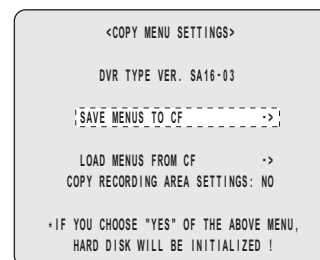 <COPY MENU SETTINGS>
DVR TYPE VER. SA16-03
SAVE MENUS TO CF ->
LOAD MENUS FROM CF ->
COPY RECORDING AREA SETTINGS: NO
*IF YOU CHOOSE "YES" OF THE ABOVE MENU,
HARD DISK WILL BE INITIALIZED !